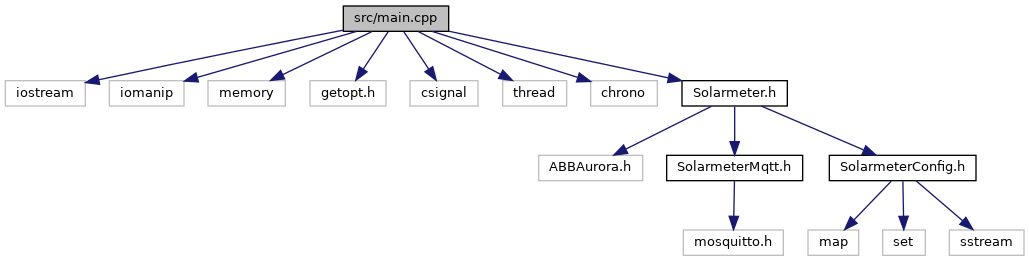 src/main.cpp
iostream
iomanip
memory
getopt.h
csignal
thread
chrono
Solarmeter.h
ABBAurora.h
SolarmeterMqtt.h
SolarmeterConfig.h
mosquitto.h
map
set
sstream